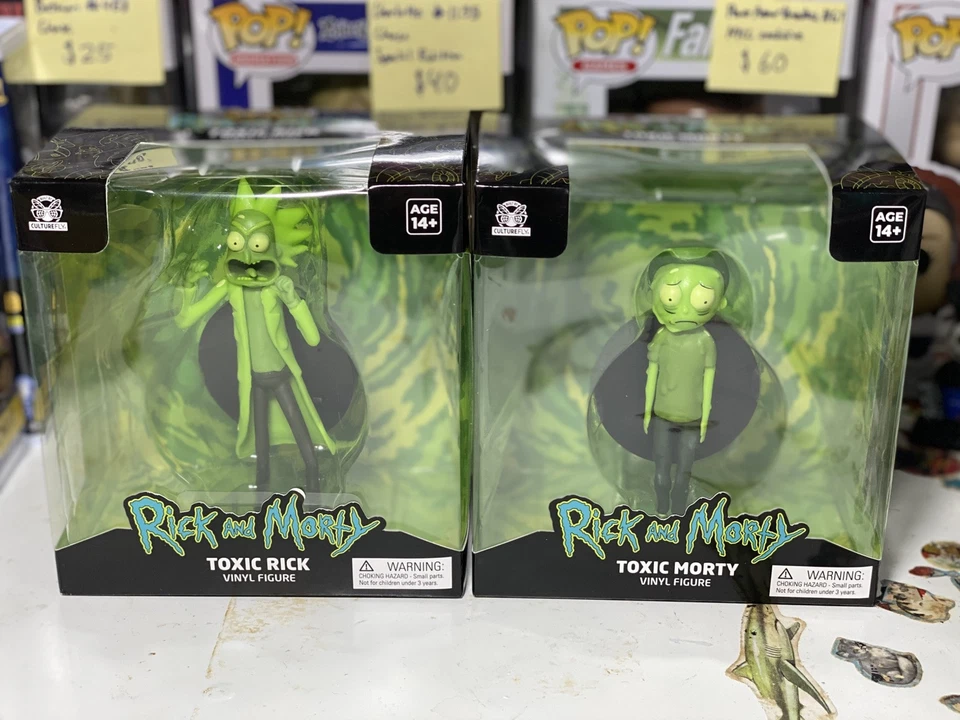 $25
$40
$60
POP!
POP!
POP!
CULTUREFLY
AGE
14+
CULTUREFLY
AGE
14+
RICK AND MORTY
TOXIC RICK
VINYL FIGURE
WARNING:
CHOKING HAZARD - Small parts.
Not for children under 3 years.
RICK AND MORTY
TOXIC MORTY
VINYL FIGURE
WARNING:
CHOKING HAZARD - Small parts.
Not for children under 3 years.